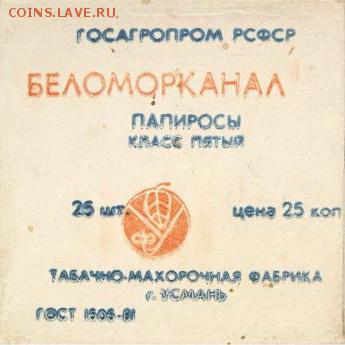 COINS.ЛАВЕ.RU
ГОСАГРОПРОМ РСФСР
БЕЛОМОРКАНАЛ
ПАПИРОСЫ
КЛАСС ПЯТЫЙ
25 шт. цена 25 коп
ТАБАЧНО-МАХОРОЧНАЯ ФАБРИКА
г. УСМАНЬ
ГОСТ 1505-81